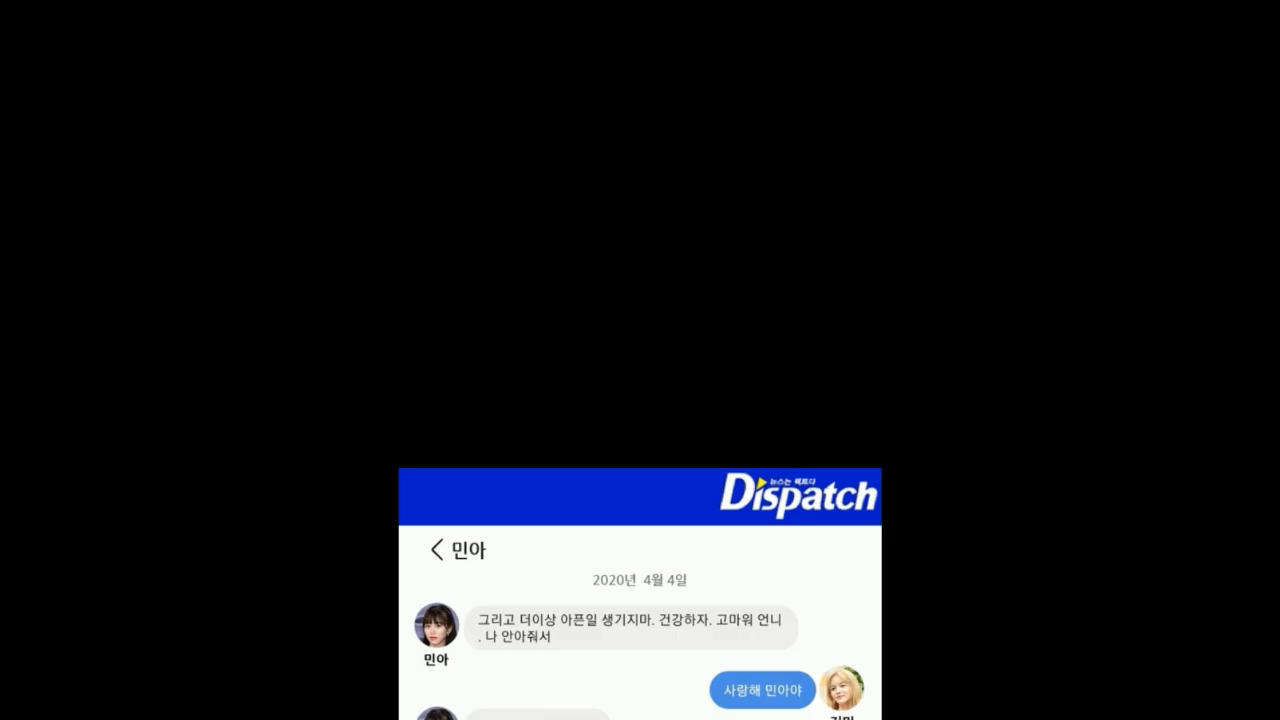 뉴스는 팩트다
Dispatch
민아
2020년 4월 4일
그리고 더이상 아픈일 생기지마. 건강하자. 고마워 언니
. 나 안아줘서
민아
사랑해 민아야